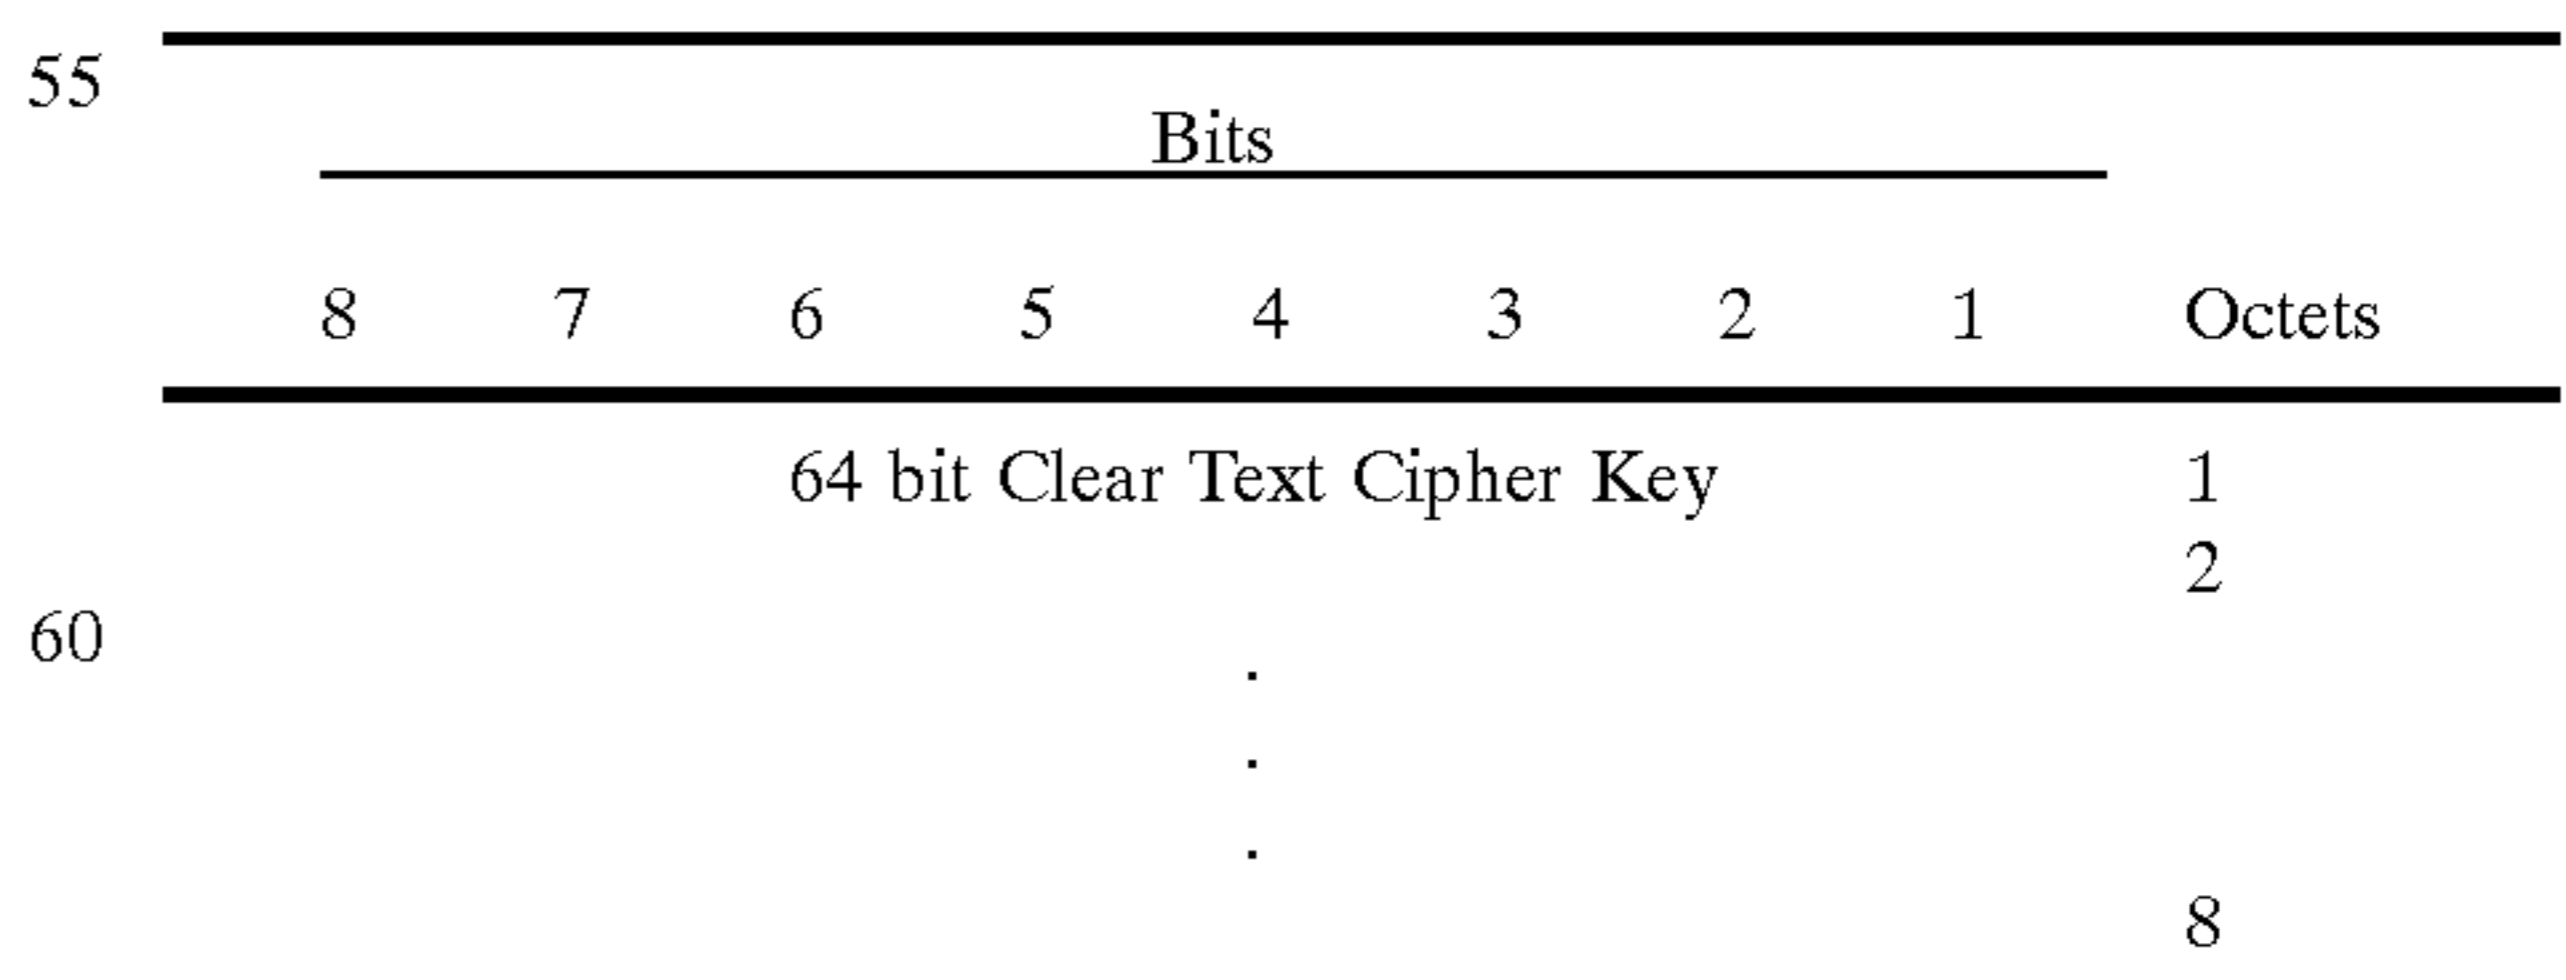 55
Bits
8 7 6 5 4 3 2 1 Octets
64 bit Clear Text Cipher Key 1
2
60
.
.
.
8